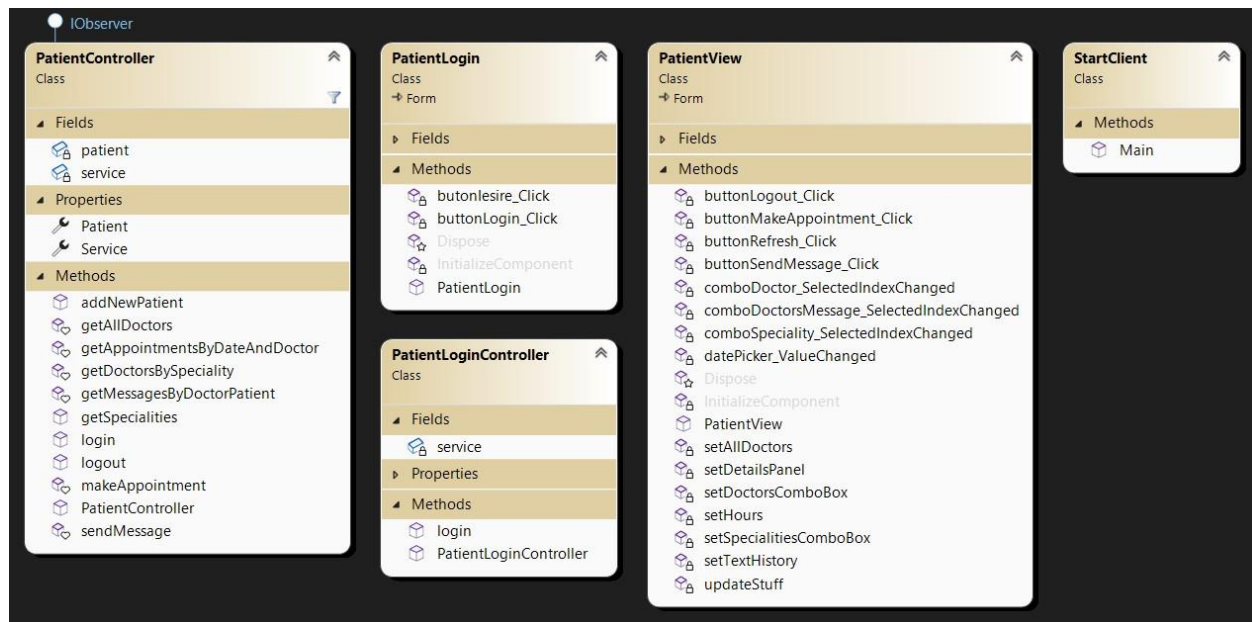 IObserver
PatientController
Class
Fields
patient
service
Properties
Patient
Service
Methods
addNewPatient
getAllDoctors
getAppointmentsByDateAndDoctor
getDoctorsBySpeciality
getMessagesByDoctorPatient
getSpecialities
login
logout
makeAppointment
PatientController
sendMessage
PatientLogin
Class
Form
Fields
Methods
butonIesire_Click
buttonLogin_Click
Dispose
InitializeComponent
PatientLogin
PatientLoginController
Class
Fields
service
Properties
Methods
login
PatientLoginController
PatientView
Class
Form
Fields
Methods
buttonLogout_Click
buttonMakeAppointment_Click
buttonRefresh_Click
buttonSendMessage_Click
comboDoctor_SelectedIndexChanged
comboDoctorsMessage_SelectedIndexChanged
comboSpeciality_SelectedIndexChanged
datePicker_ValueChanged
Dispose
InitializeComponent
PatientView
setAllDoctors
setDetailsPanel
setDoctorsComboBox
setHours
setSpecialitiesComboBox
setTextHistory
updateStuff
StartClient
Class
Methods
Main